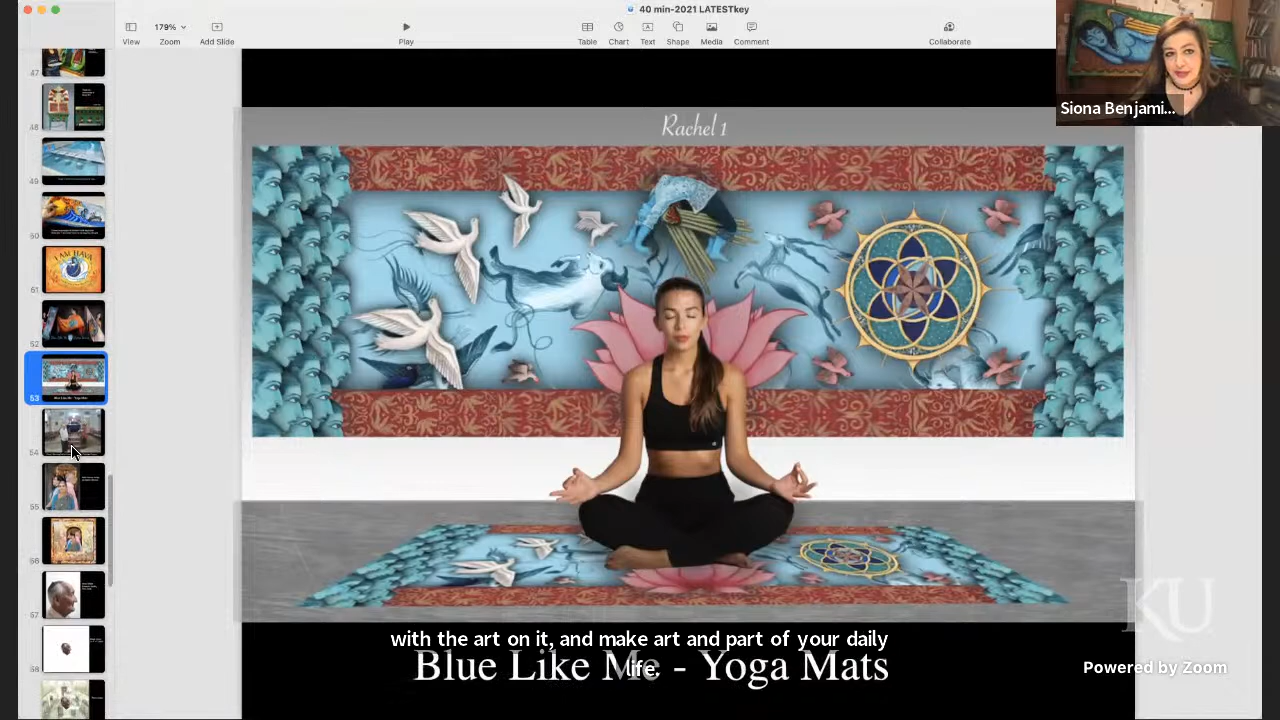 40 min-2021 LATESTkey
179%
View
Zoom
Add Slide
Play
Table
Chart
Text
Shape
Media
Comment
Collaborate
Siona Benjami...
47
48
49
50
51
I AM HAVA
52
53
54
55
56
57
58
Rachel 1
with the art on it, and make art and part of your daily
life.
Blue Like Me - Yoga Mats
KU
Powered by Zoom